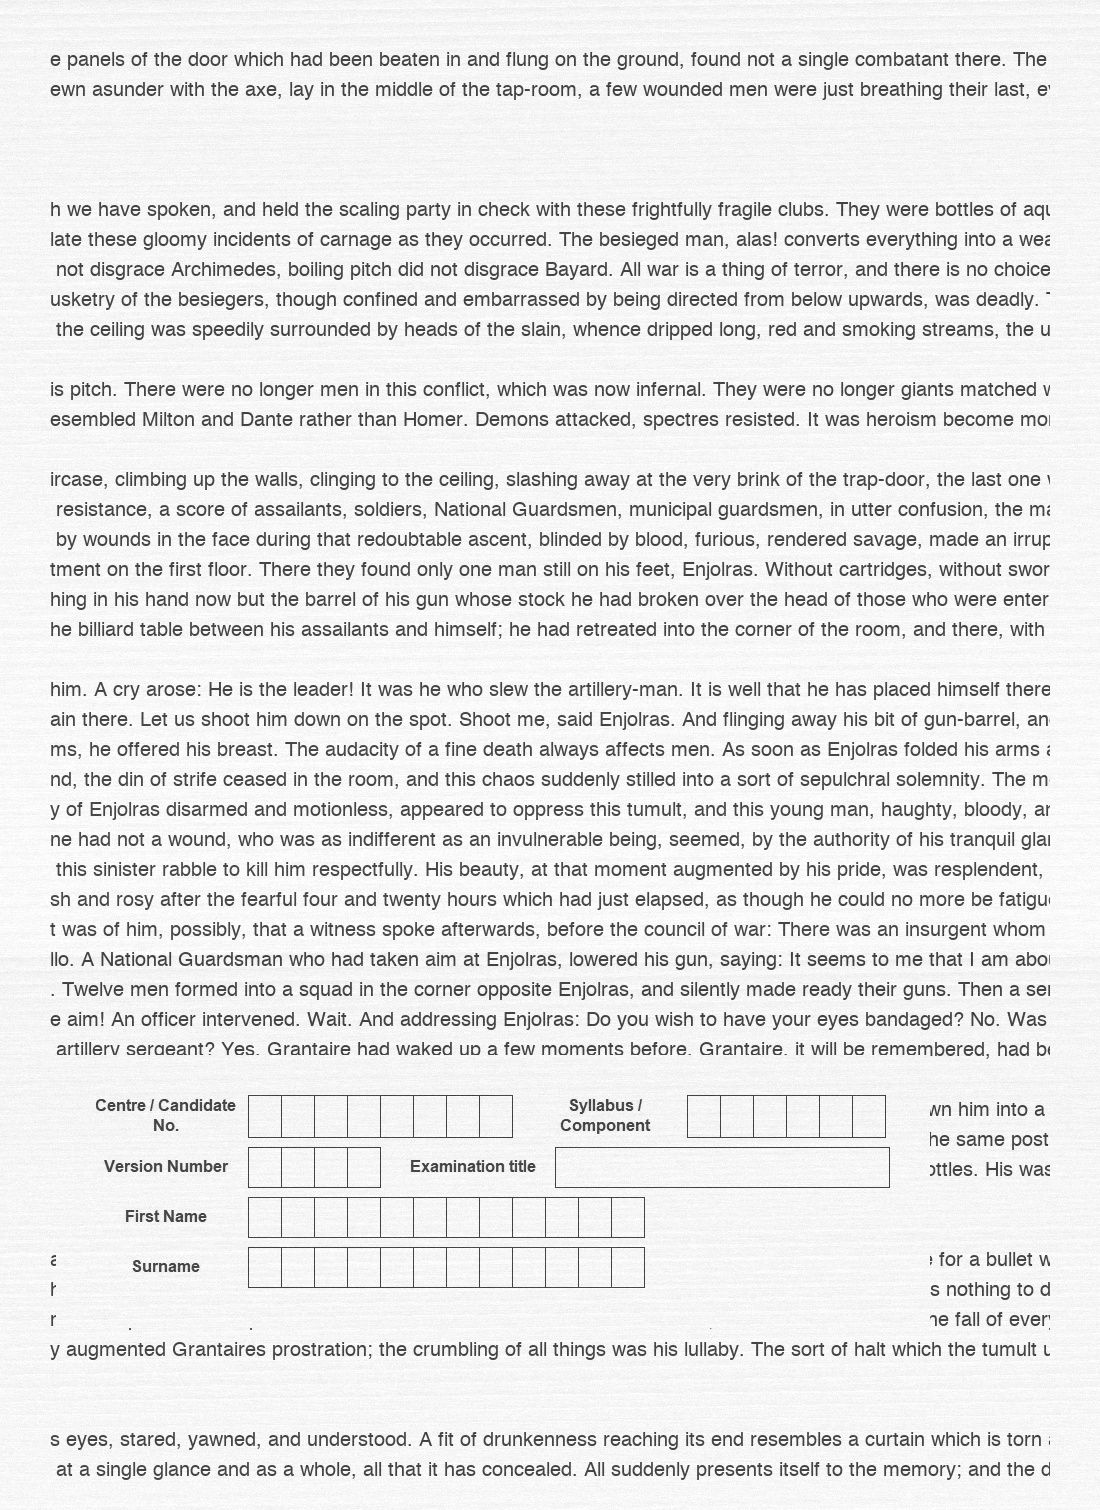 e panels of the door which had been beaten in and flung on the ground, found not a single combatant there. The
ewn asunder with the axe, lay in the middle of the tap-room, a few wounded men were just breathing their last,
h we have spoken, and held the scaling party in check with these frightfully fragile clubs. They were bottles of
late these gloomy incidents of carnage as they occurred. The besieged man, alas! converts everything into a
not disgrace Archimedes, boiling pitch did not disgrace Bayard. All war is a thing of terror, and there is no choice
usketry of the besiegers, though confined and embarrassed by being directed from below upwards, was deadly.
the ceiling was speedily surrounded by heads of the slain, whence dripped long, red and smoking streams, the u
is pitch. There were no longer men in this conflict, which was now infernal. They were no longer giants matched
esembled Milton and Dante rather than Homer. Demons attacked, spectres resisted. It was heroism become
ircase, climbing up the walls, clinging to the ceiling, slashing away at the very brink of the trap-door, the last one
resistance, a score of assailants, soldiers, National Guardsmen, municipal guardsmen, in utter confusion, the
by wounds in the face during that redoubtable ascent, blinded by blood, furious, rendered savage, made an irrup
tment on the first floor. There they found only one man still on his feet, Enjolras. Without cartridges, without swor
hing in his hand now but the barrel of his gun whose stock he had broken over the head of those who were enter
he billiard table between his assailants and himself; he had retreated into the corner of the room, and there, with
him. A cry arose: He is the leader! It was he who slew the artillery-man. It is well that he has placed himself there
ain there. Let us shoot him down on the spot. Shoot me, said Enjolras. And flinging away his bit of gun-barrel, an
ms, he offered his breast. The audacity of a fine death always affects men. As soon as Enjolras folded his arms
nd, the din of strife ceased in the room, and this chaos suddenly stilled into a sort of sepulchral solemnity. The m
y of Enjolras disarmed and motionless, appeared to oppress this tumult, and this young man, haughty, bloody,
ne had not a wound, who was as indifferent as an invulnerable being, seemed, by the authority of his tranquil
this sinister rabble to kill him respectfully. His beauty, at that moment augmented by his pride, was resplendent,
sh and rosy after the fearful four and twenty hours which had just elapsed, as though he could no more be
t was of him, possibly, that a witness spoke afterwards, before the council of war: There was an insurgent whom
llo. A National Guardsman who had taken aim at Enjolras, lowered his gun, saying: It seems to me that I am
. Twelve men formed into a squad in the corner opposite Enjolras, and silently made ready their guns. Then a
e aim! An officer intervened. Wait. And addressing Enjolras: Do you wish to have your eyes bandaged? No. Was
artillery sergeant? Yes. Grantaire had waked up a few moments before. Grantaire, it will be remembered, had
Centre / Candidate No. Syllabus / Component
wn him into a
he same post
Version Number Examination title
ottles. His was
First Name
Surname
for a bullet w
s nothing to d
he fall of every
y augmented Grantaires prostration; the crumbling of all things was his lullaby. The sort of halt which the tumult
s eyes, stared, yawned, and understood. A fit of drunkenness reaching its end resembles a curtain which is torn
at a single glance and as a whole, all that it has concealed. All suddenly presents itself to the memory; and the d